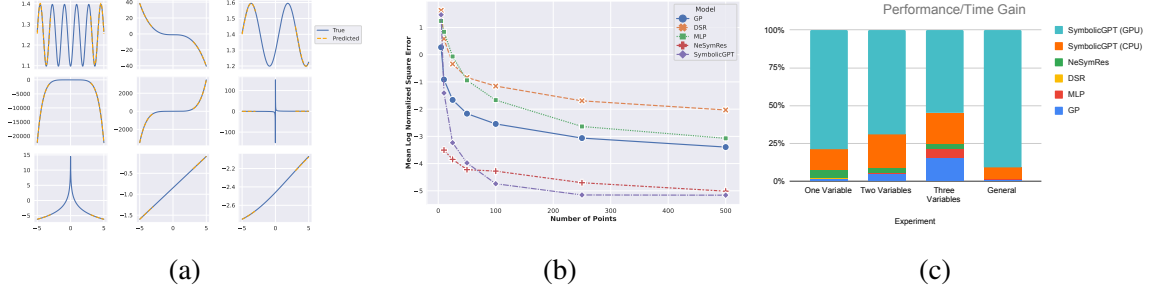 1.4
1.3
1.2
1.1
40
20
0
−20
−40
1.6
1.5
1.4
1.3
1.2
True
Predicted
0
−5000
−10000
−15000
−20000
2000
0
−2000
100
0
−100
15
10
5
0
−5
−0.5
−1.0
−1.5
−2.2
−2.4
−2.6
−5 0 5
−5 0 5
−5 0 5
(a)
Mean Log Normalized Square Error
1
0
−1
−2
−3
−4
−5
0 100 200 300 400 500
Number of Points
Model
GP
DSR
MLP
NeSymRes
SymbolicGPT
(b)
Performance/Time Gain
100%
75%
50%
25%
0%
One Variable Two Variables Three Variables General
Experiment
SymbolicGPT (GPU)
SymbolicGPT (CPU)
NeSymRes
DSR
MLP
GP
(c)